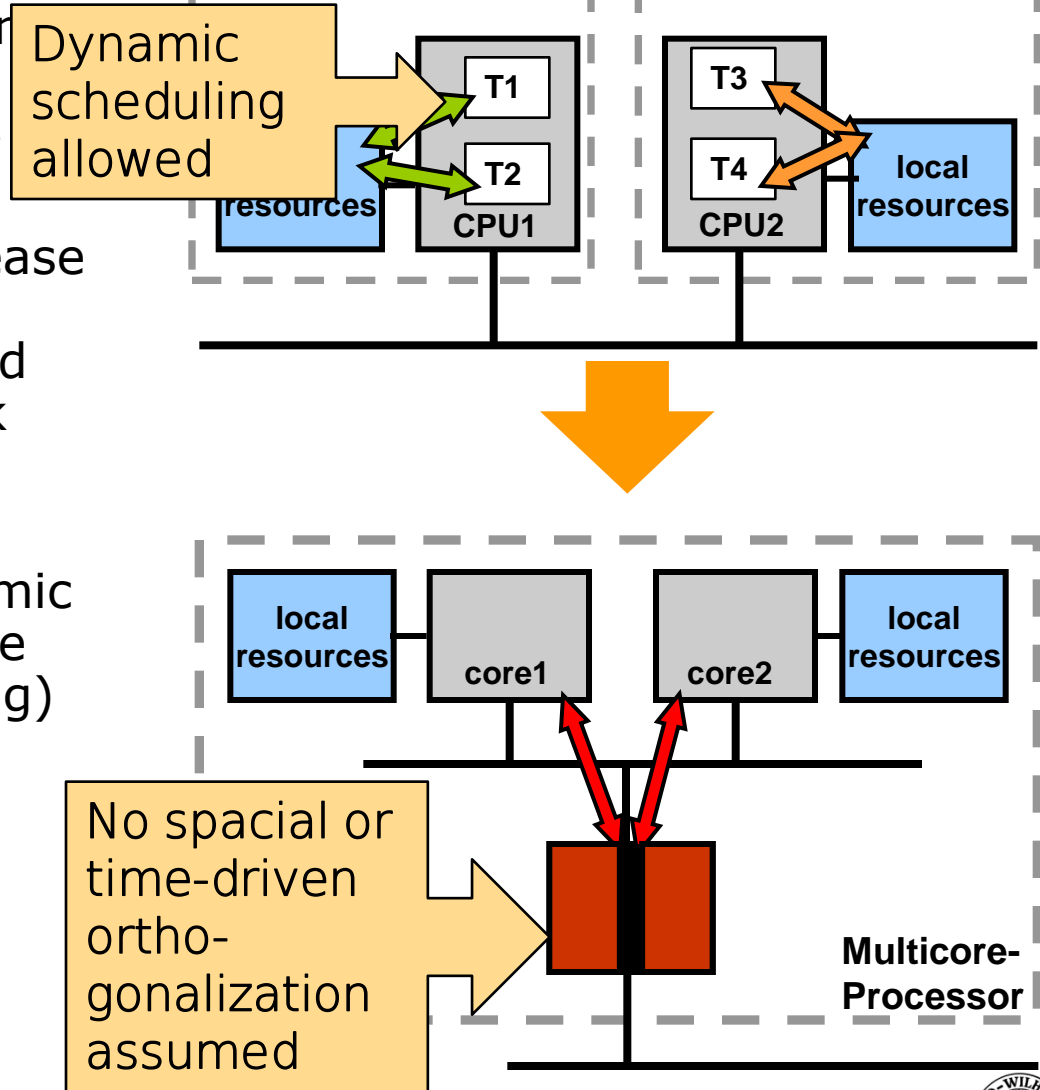 Dynamic
scheduling
allowed
T1
T2
resources
CPU1
T3
T4
CPU2
local
resources
ease
d
k
mic
e
g)
local
resources
core1
core2
local
resources
No spacial or
time-driven
ortho-
gonalization
assumed
Multicore-
Processor